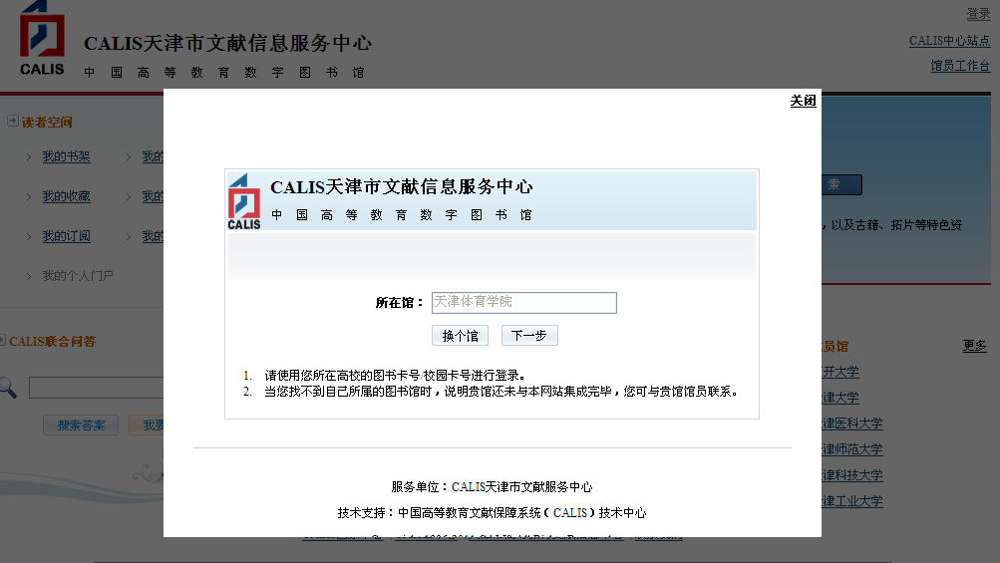 登录
CALIS天津市文献信息服务中心
CALIS中心站点
CALIS
中国高等教育数字图书馆
馆员工作台
关闭
读者空间
我的书架
我的
我的收藏
我的
我的订阅
我的
我的个人门户
索
，以及古籍、拓片等特色资
CALIS天津市文献信息服务中心
中国高等教育数字图书馆
CALIS
所在馆： 天津体育学院
换个馆 下一步
1. 请使用您所在高校的图书卡号/校园卡号进行登录。
2. 当您找不到自己所属的图书馆时，说明贵馆还未与本网站集成完毕，您可与贵馆馆员联系。
CALIS联合问答
搜索答案
我要
员馆
更多
开大学
津大学
津医科大学
津师范大学
津科技大学
津工业大学
服务单位：CALIS天津市文献服务中心
技术支持：中国高等教育文献保障系统（CALIS）技术中心